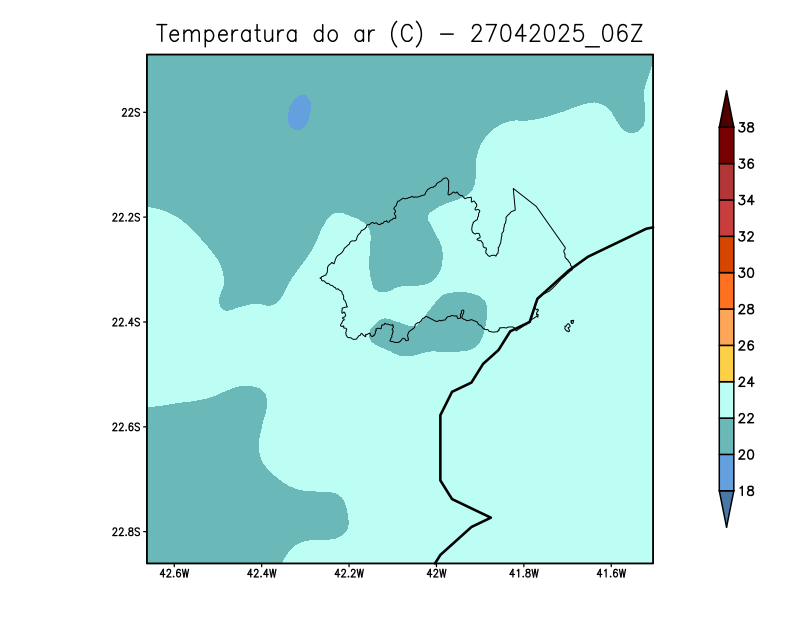 Temperatura do ar (C) - 27042025_06Z
22S
22.2S
22.4S
22.6S
22.8S
42.6W
42.4W
42.2W
42W
41.8W
41.6W
38
36
34
32
30
28
26
24
22
20
18